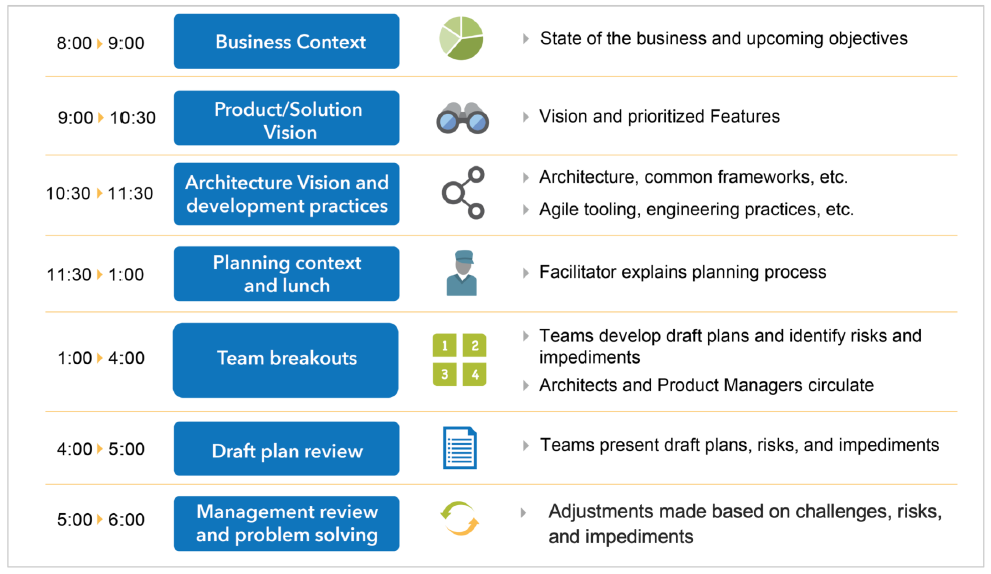 8:00 9:00
Business Context
State of the business and upcoming objectives
9:00 10:30
Product/Solution
Vision
Vision and prioritized Features
10:30 11:30
Architecture Vision and
development practices
Architecture, common frameworks, etc.
Agile tooling, engineering practices, etc.
11:30 1:00
Planning context
and lunch
Facilitator explains planning process
1:00 4:00
Team breakouts
1 2
3 4
Teams develop draft plans and identify risks and
impediments
Architects and Product Managers circulate
4:00 5:00
Draft plan review
Teams present draft plans, risks, and impediments
5:00 6:00
Management review
and problem solving
Adjustments made based on challenges, risks,
and impediments